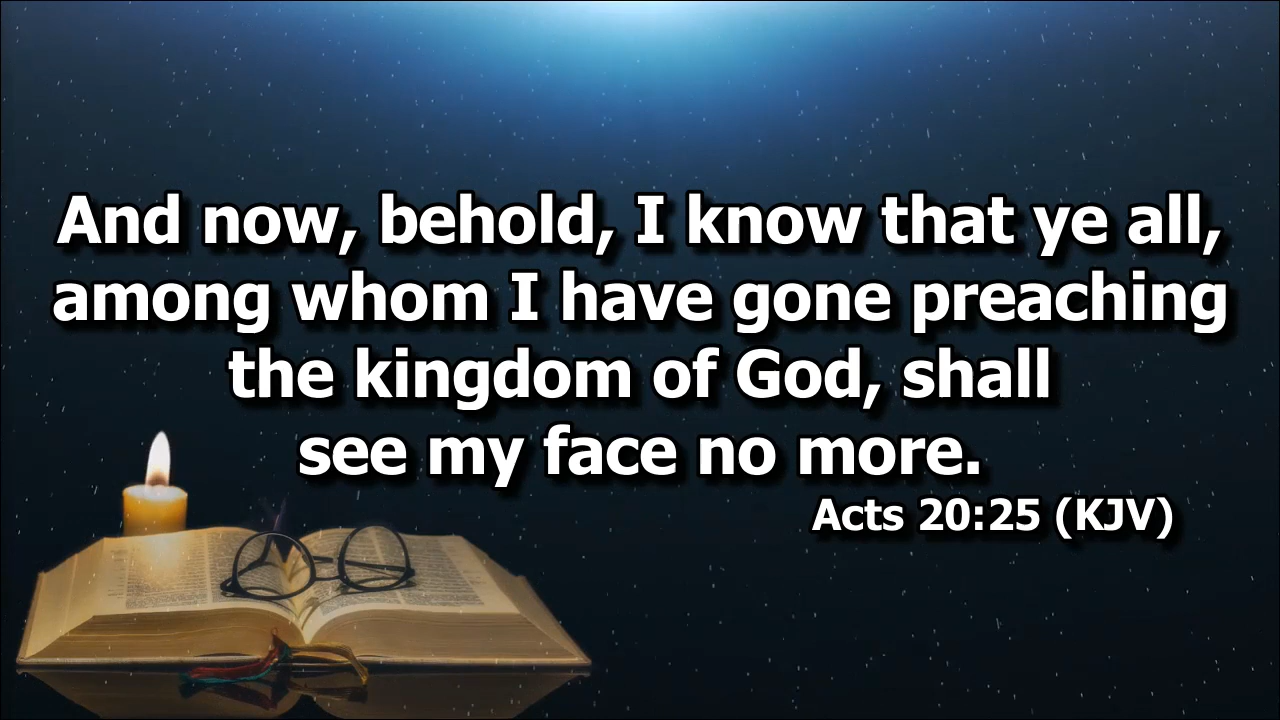 And now, behold, I know that ye all,
among whom I have gone preaching
the kingdom of God, shall
see my face no more.
Acts 20:25 (KJV)